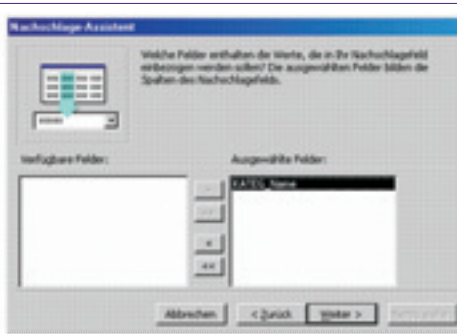 Nachschlage-Assistent
Welche Felder enthalten die Werte, die in Ihr Nachschlagefeld
einbezogen werden sollen? Die ausgewählten Felder bilden die
Spalten des Nachschlagefelds.
Verfügbare Felder:
Ausgewählte Felder:
KATEG_Name
>
>>
<
<<
Abbrechen
< Zurück
Weiter >